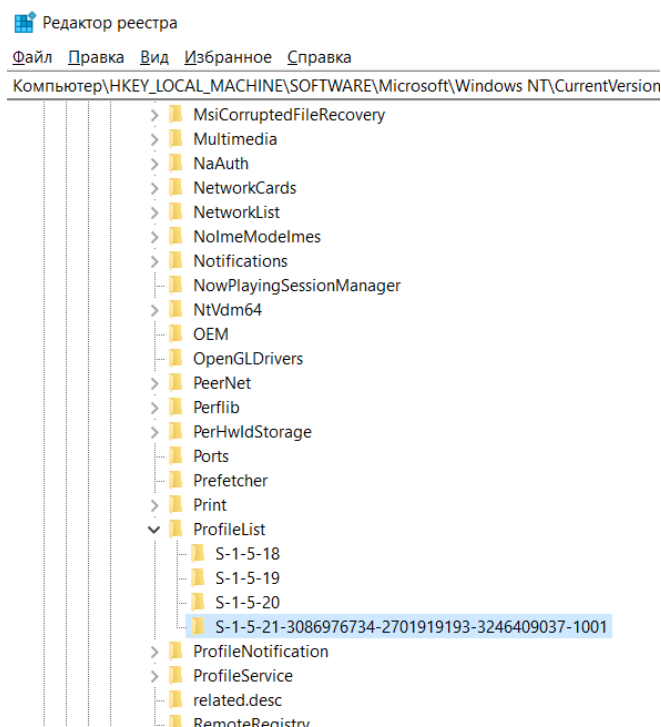 Редактор реестра
Файл Правка Вид Избранное Справка
Компьютер\HKEY_LOCAL_MACHINE\SOFTWARE\Microsoft\Windows NT\CurrentVersion
MsiCorruptedFileRecovery
Multimedia
NaAuth
NetworkCards
NetworkList
NoImeModeImes
Notifications
NowPlayingSessionManager
NtVdm64
OEM
OpenGLDrivers
PeerNet
Perflib
PerHwIdStorage
Ports
Prefetcher
Print
ProfileList
S-1-5-18
S-1-5-19
S-1-5-20
S-1-5-21-3086976734-2701919193-3246409037-1001
ProfileNotification
ProfileService
related.desc
RemoteRegistry